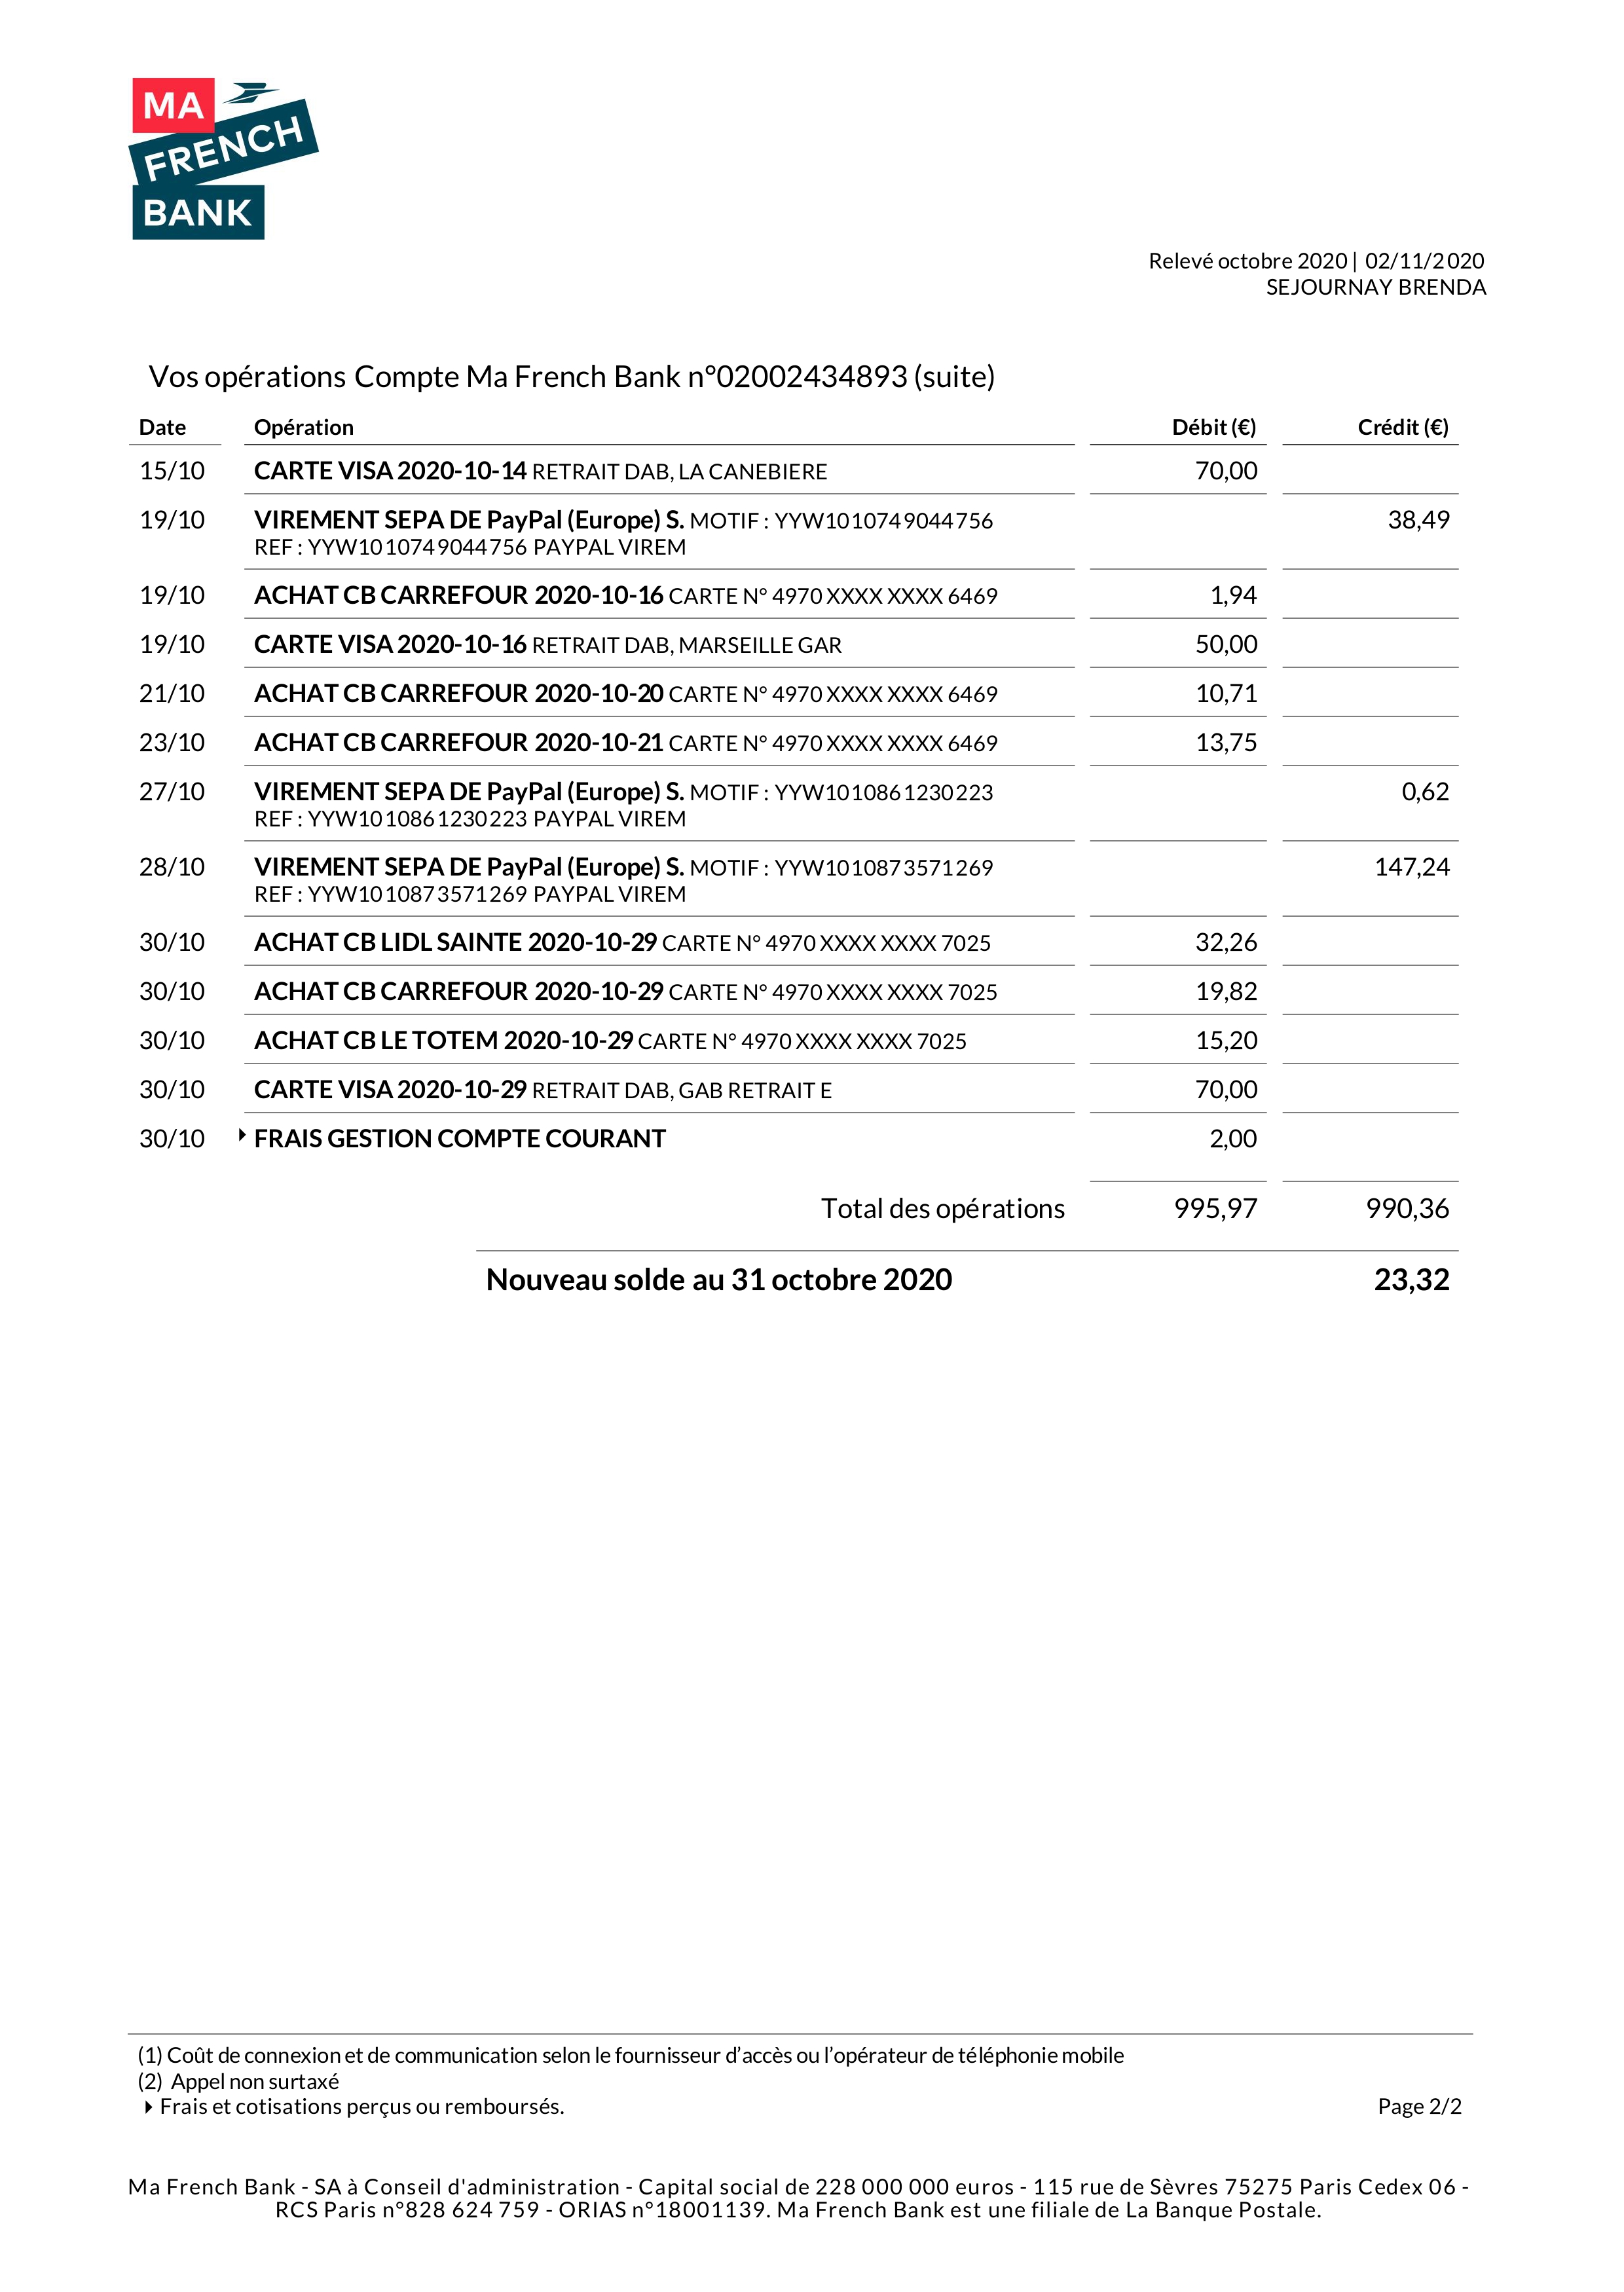 MA
FRENCH
BANK
Relevé octobre 2020 | 02/11/2020
SEJOURNAY BRENDA
Vos opérations Compte Ma French Bank n°02002434893 (suite)
Date Opération Débit (€) Crédit (€)
15/10 CARTE VISA 2020-10-14 RETRAIT DAB, LA CANEBIERE 70,00
19/10 VIREMENT SEPA DE PayPal (Europe) S. MOTIF : YYW1010749044756 38,49
REF : YYW1010749044756 PAYPAL VIREM
19/10 ACHAT CB CARREFOUR 2020-10-16 CARTE N° 4970 XXXX XXXX 6469 1,94
19/10 CARTE VISA 2020-10-16 RETRAIT DAB, MARSEILLE GAR 50,00
21/10 ACHAT CB CARREFOUR 2020-10-20 CARTE N° 4970 XXXX XXXX 6469 10,71
23/10 ACHAT CB CARREFOUR 2020-10-21 CARTE N° 4970 XXXX XXXX 6469 13,75
27/10 VIREMENT SEPA DE PayPal (Europe) S. MOTIF : YYW1010861230223 0,62
REF : YYW1010861230223 PAYPAL VIREM
28/10 VIREMENT SEPA DE PayPal (Europe) S. MOTIF : YYW1010873571269 147,24
REF : YYW1010873571269 PAYPAL VIREM
30/10 ACHAT CB LIDL SAINTE 2020-10-29 CARTE N° 4970 XXXX XXXX 7025 32,26
30/10 ACHAT CB CARREFOUR 2020-10-29 CARTE N° 4970 XXXX XXXX 7025 19,82
30/10 ACHAT CB LE TOTEM 2020-10-29 CARTE N° 4970 XXXX XXXX 7025 15,20
30/10 CARTE VISA 2020-10-29 RETRAIT DAB, GAB RETRAIT E 70,00
30/10 FRAIS GESTION COMPTE COURANT 2,00
Total des opérations 995,97 990,36
Nouveau solde au 31 octobre 2020 23,32
(1) Coût de connexion et de communication selon le fournisseur d’accès ou l’opérateur de téléphonie mobile
(2) Appel non surtaxé
Frais et cotisations perçus ou remboursés. Page 2/2
Ma French Bank - SA à Conseil d'administration - Capital social de 228 000 000 euros - 115 rue de Sèvres 75275 Paris Cedex 06 -
RCS Paris n°828 624 759 - ORIAS n°18001139. Ma French Bank est une filiale de La Banque Postale.